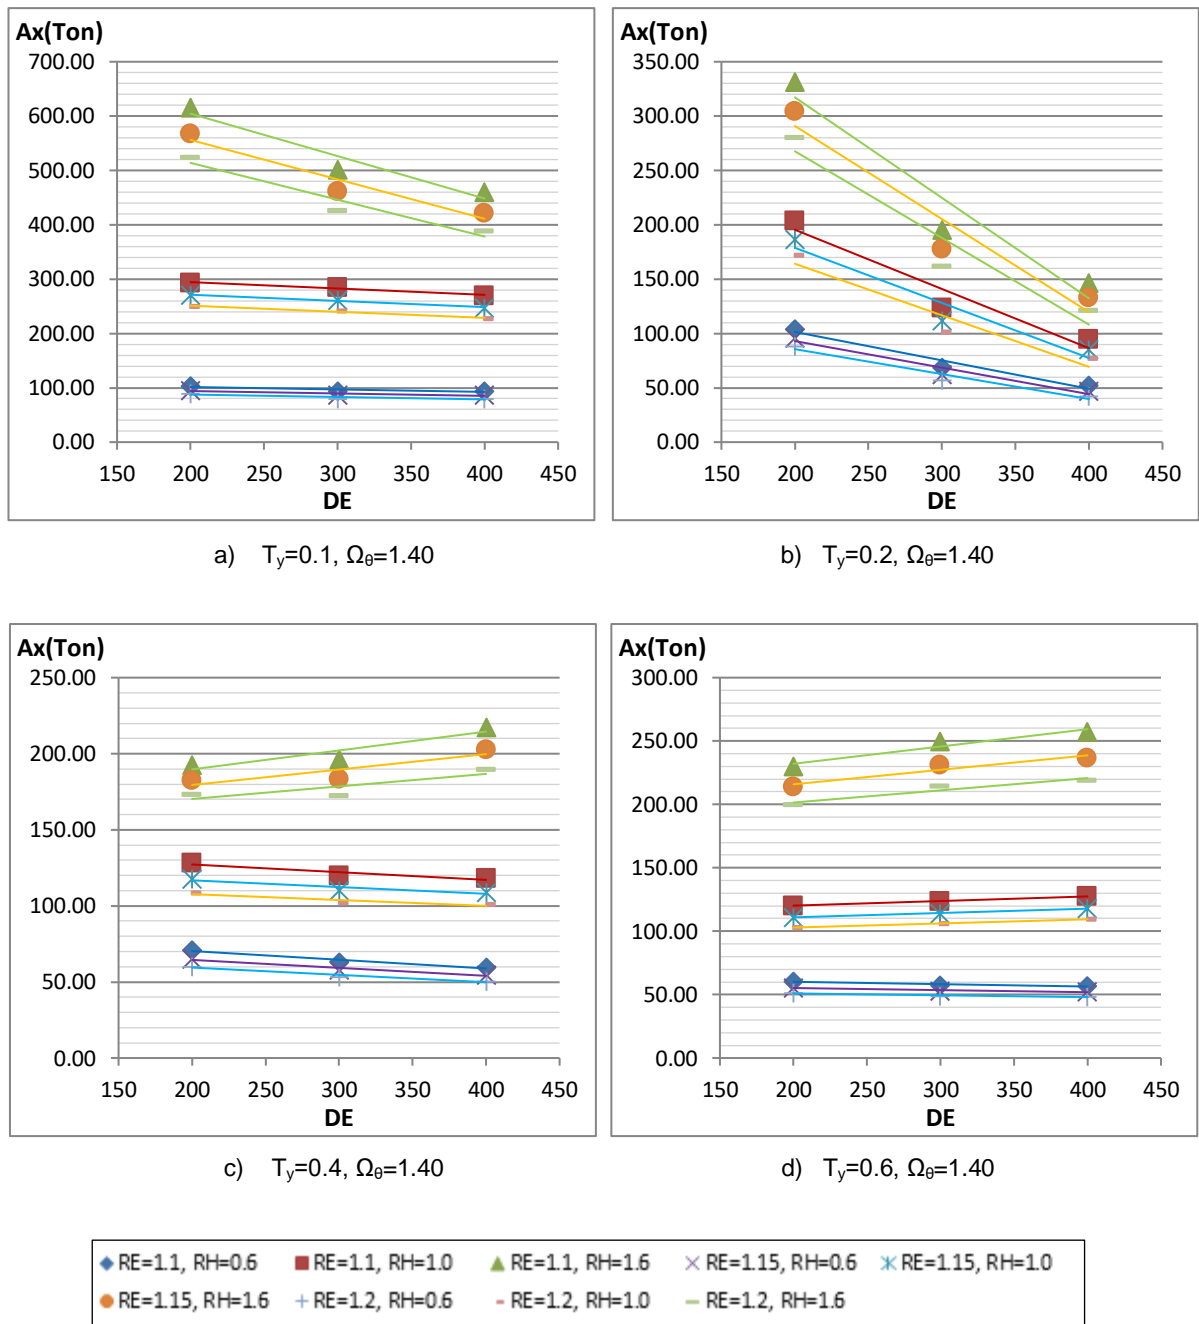 Ax(Ton)
700.00
600.00
500.00
400.00
300.00
200.00
100.00
0.00
150 200 250 300 350 400 450
DE
Ax(Ton)
350.00
300.00
250.00
200.00
150.00
100.00
50.00
0.00
150 200 250 300 350 400 450
DE
a) Ty=0.1, Ωθ=1.40
b) Ty=0.2, Ωθ=1.40
Ax(Ton)
250.00
200.00
150.00
100.00
50.00
0.00
150 200 250 300 350 400 450
DE
Ax(Ton)
300.00
250.00
200.00
150.00
100.00
50.00
0.00
150 200 250 300 350 400 450
DE
c) Ty=0.4, Ωθ=1.40
d) Ty=0.6, Ωθ=1.40
RE=1.1, RH=0.6 RE=1.1, RH=1.0 RE=1.1, RH=1.6 RE=1.15, RH=0.6 RE=1.15, RH=1.0
RE=1.15, RH=1.6 RE=1.2, RH=0.6 RE=1.2, RH=1.0 RE=1.2, RH=1.6